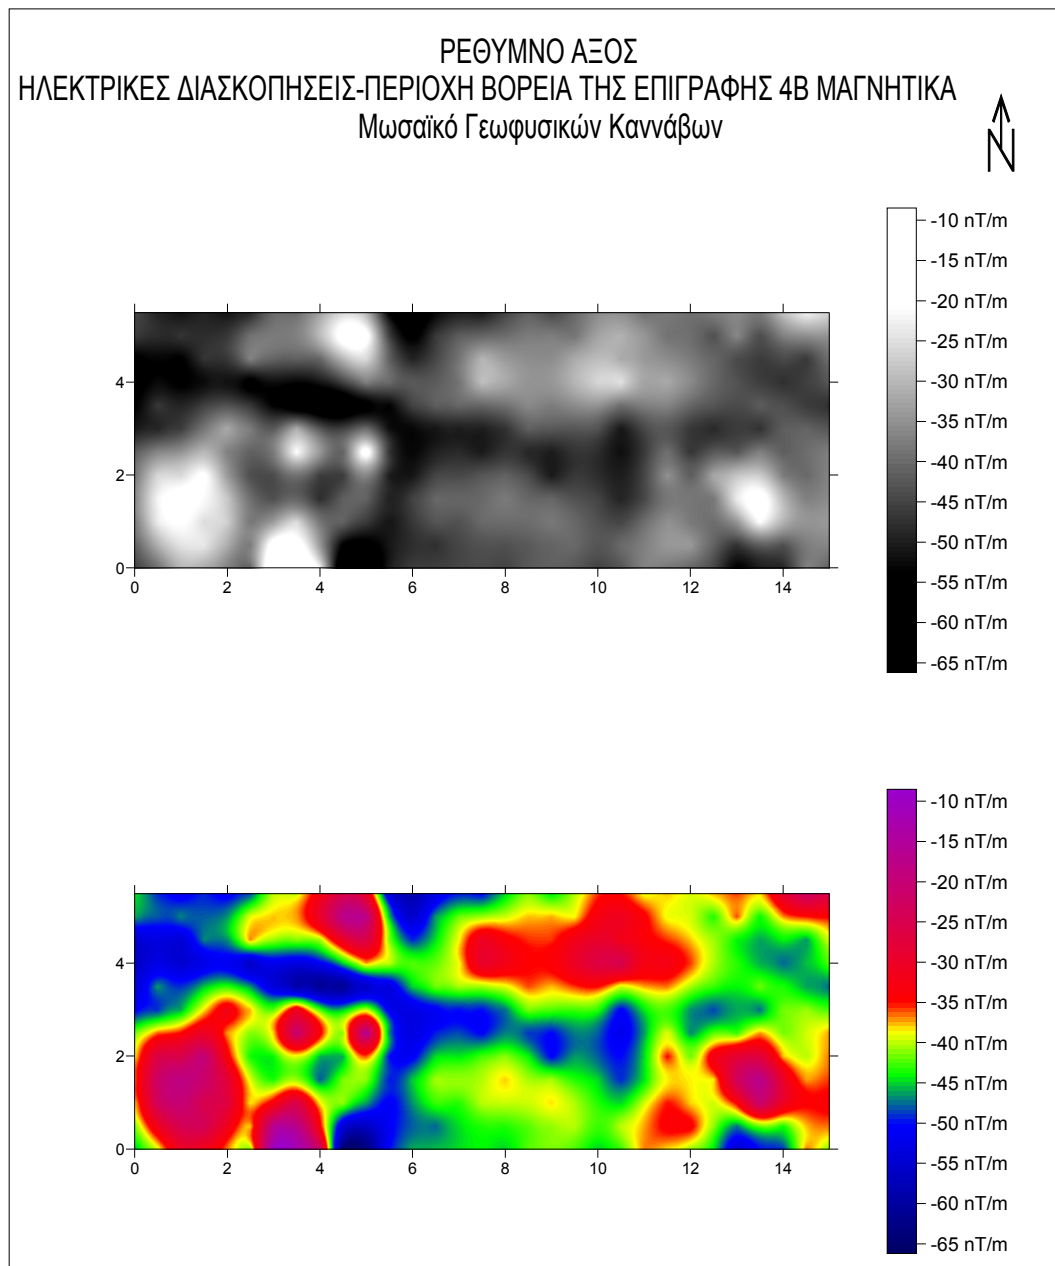 ΡΕΘΥΜΝΟ ΑΞΟΣ
ΗΛΕΚΤΡΙΚΕΣ ΔΙΑΣΚΟΠΗΣΕΙΣ-ΠΕΡΙΟΧΗ ΒΟΡΕΙΑ ΤΗΣ ΕΠΙΓΡΑΦΗΣ 4Β ΜΑΓΝΗΤΙΚΑ
Μωσαϊκό Γεωφυσικών Καννάβων
N
-10 nT/m
-15 nT/m
-20 nT/m
-25 nT/m
-30 nT/m
-35 nT/m
-40 nT/m
-45 nT/m
-50 nT/m
-55 nT/m
-60 nT/m
-65 nT/m
4
2
0
0 2 4 6 8 10 12 14
-10 nT/m
-15 nT/m
-20 nT/m
-25 nT/m
-30 nT/m
-35 nT/m
-40 nT/m
-45 nT/m
-50 nT/m
-55 nT/m
-60 nT/m
-65 nT/m
4
2
0
0 2 4 6 8 10 12 14